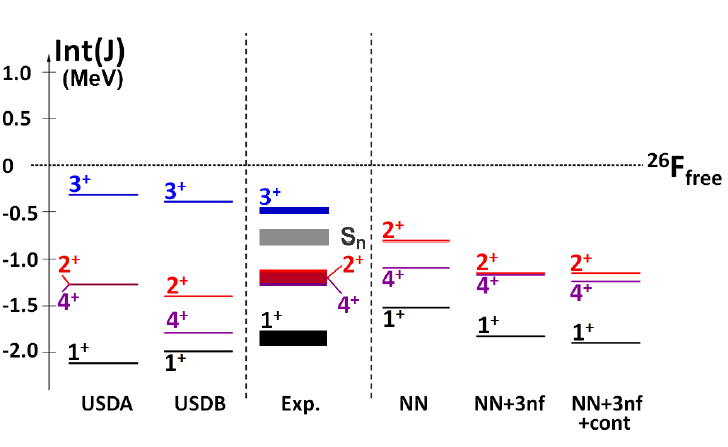 Int(J)
(MeV)
1.0
0.5
0
-0.5
-1.0
-1.5
-2.0
²⁶F_free
3⁺
2⁺
4⁺
1⁺
USDA
3⁺
2⁺
4⁺
1⁺
USDB
3⁺
Sₙ
2⁺
4⁺
1⁺
Exp.
2⁺
4⁺
1⁺
NN
2⁺
4⁺
1⁺
NN+3nf
2⁺
4⁺
1⁺
NN+3nf
+cont